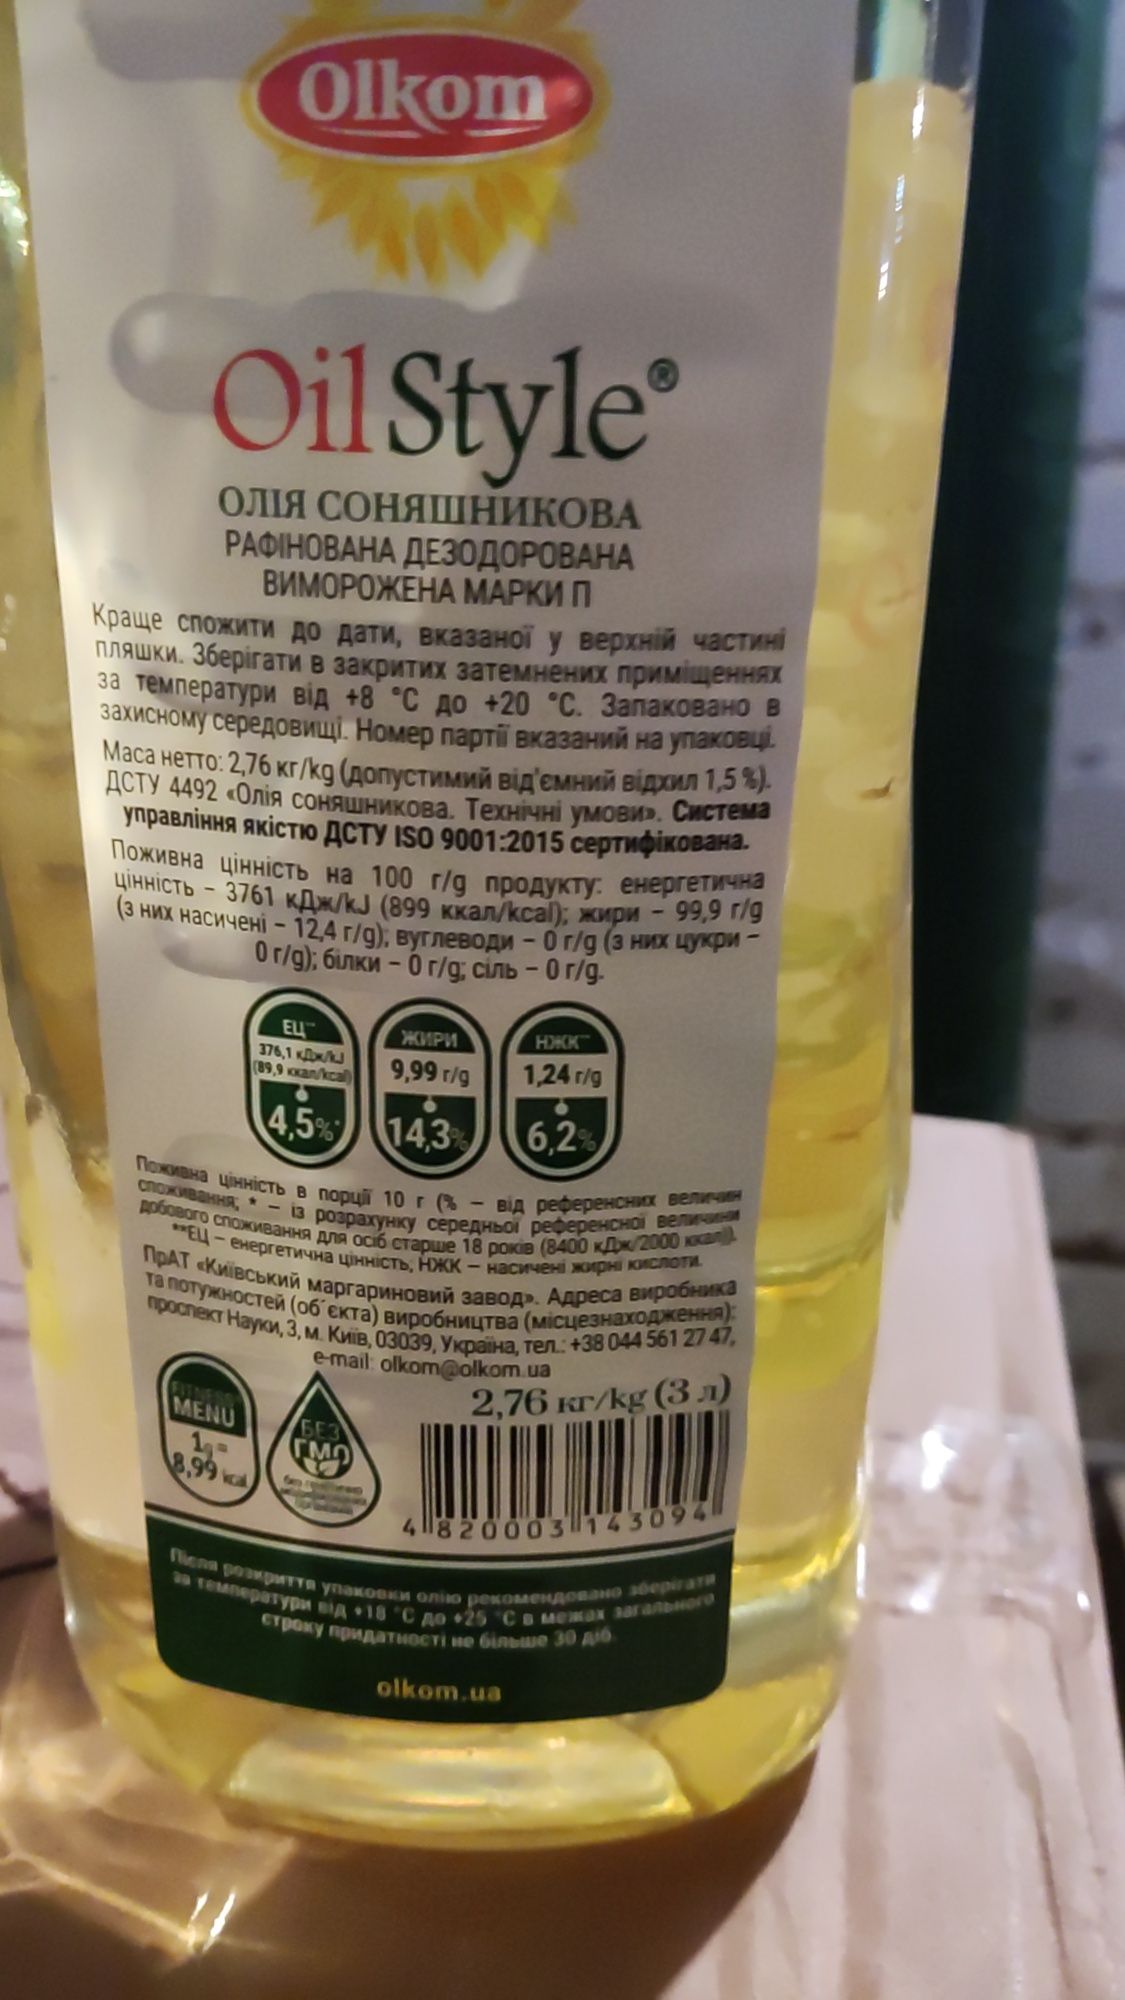 Olkom
Oil Style®
ОЛІЯ СОНЯШНИКОВА
РАФІНОВАНА ДЕЗОДОРОВАНА
ВИМОРОЖЕНА МАРКИ П
Краще спожити до дати, вказаної у верхній частині
пляшки. Зберігати в закритих затемнених приміщеннях
за температури від +8 °С до +20 °С. Запаковано в
захисному середовищі. Номер партії вказаний на упаковці.
Маса нетто: 2,76 кг/kg (допустимий від'ємний відхил 1,5 %).
ДСТУ 4492 «Олія соняшникова. Технічні умови». Система
управління якістю ДСТУ ISO 9001:2015 сертифікована.
Поживна цінність на 100 г/g продукту: енергетична
цінність – 3761 кДж/kJ (899 ккал/kcal); жири – 99,9 г/g
(з них насичені – 12,4 г/g); вуглеводи – 0 г/g (з них цукри –
0 г/g); білки – 0 г/g; сіль – 0 г/g.
ЕЦ** ЖИРИ НЖК**
376,1 кДж/kJ
(89,9 ккал/kcal) 9,99 г/g 1,24 г/g
4,5%* 14,3% 6,2%
Поживна цінність в порції 10 г (% – від референсних величин
споживання; * – із розрахунку середньої референсної величини
добового споживання для осіб старше 18 років (8400 кДж/2000 ккал)).
**ЕЦ – енергетична цінність; НЖК – насичені жирні кислоти.
ПрАТ «Київський маргариновий завод». Адреса виробника
та потужностей (об'єкта) виробництва (місцезнаходження):
проспект Науки, 3, м. Київ, 03039, Україна, тел.: +38 044 561 27 47,
e-mail: olkom@olkom.ua
2,76 кг/kg (3 л)
FITNESS
MENU
1g =
8,99 kcal
БЕЗ
ГМО
4 820003 143094
Після розкриття упаковки олію рекомендовано зберігати
за температури від +18 °С до +25 °С в межах загального
строку придатності не більше 30 діб.
olkom.ua